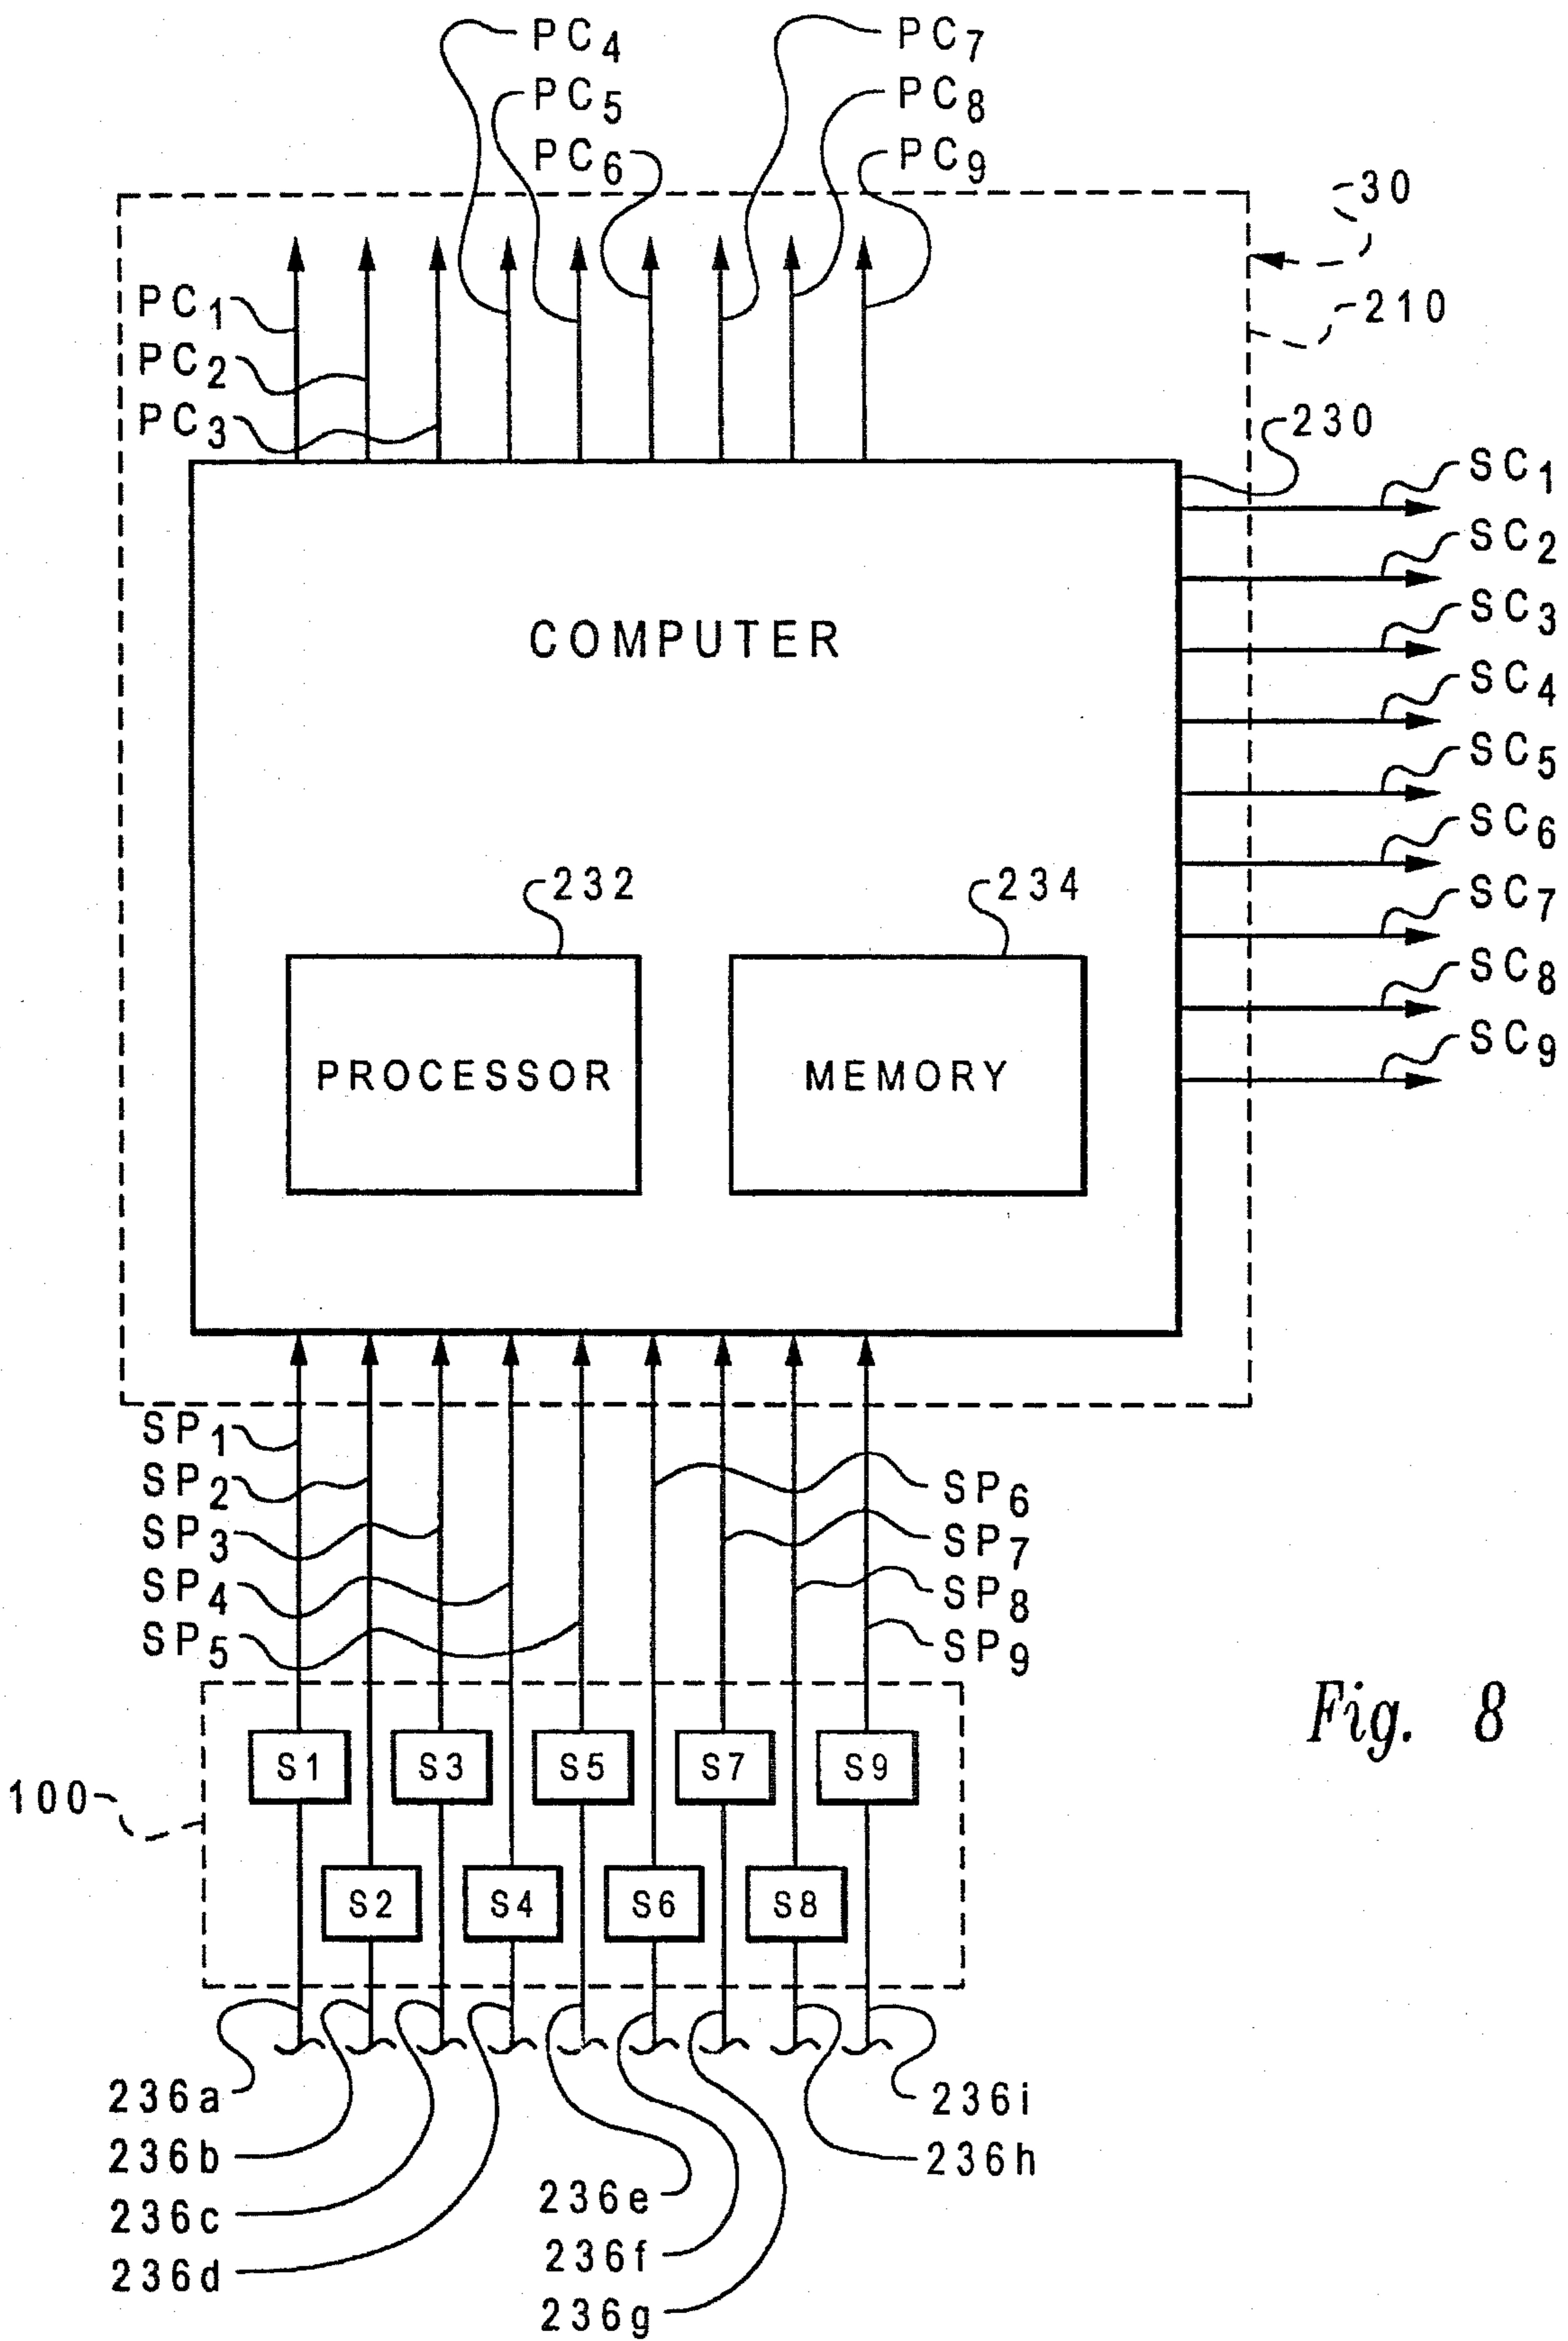 PC4
PC7
PC5
PC8
PC6
PC9
30
PC1
210
PC2
PC3
230
SC1
SC2
COMPUTER
SC3
SC4
SC5
SC6
232
234
SC7
SC8
SC9
PROCESSOR
MEMORY
SP1
SP2
SP6
SP3
SP7
SP4
SP8
SP5
SP9
Fig. 8
S1
S3
S5
S7
S9
100
S2
S4
S6
S8
236a
236i
236b
236h
236e
236c
236f
236d
236g